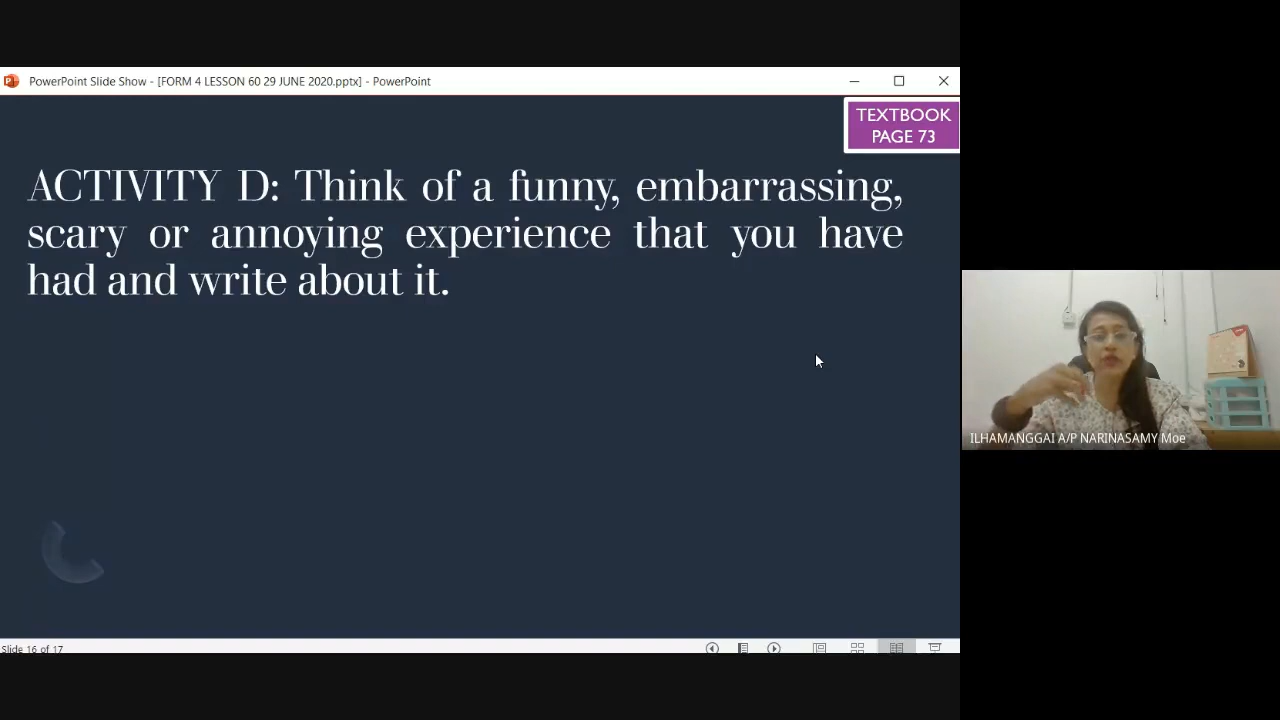 PowerPoint Slide Show - [FORM 4 LESSON 60 29 JUNE 2020.pptx] - PowerPoint
TEXTBOOK
PAGE 73
ACTIVITY D: Think of a funny, embarrassing,
scary or annoying experience that you have
had and write about it.
ILHAMANGGAI A/P NARINASAMY Moe
Slide 16 of 17